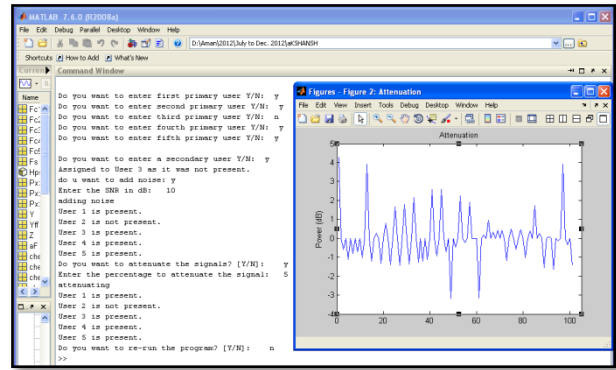 MATLAB 7.6.0 (R2008a)
File Edit Debug Parallel Desktop Window Help
D:\Aman\2012\July to Dec. 2012\aKSHANSH
Shortcuts How to Add What's New
Command Window
Name
Fs
Y
Yff
Z
aF
che
che
che
Do you want to enter first primary user Y/N: y
Do you want to enter second primary user Y/N: y
Do you want to enter third primary user Y/N: n
Do you want to enter fourth primary user Y/N: y
Do you want to enter fifth primary user Y/N: y
Do you want to enter a secondary user Y/N: y
Assigned to User 3 as it was not present.
do u want to add noise: y
Enter the SNR in dB: 10
adding noise
User 1 is present.
User 2 is not present.
User 3 is present.
User 4 is present.
User 5 is present.
Do you want to attenuate the signals? [Y/N]: y
Enter the percentage to attenuate the signal: 5
attenuating
User 1 is present.
User 2 is not present.
User 3 is present.
User 4 is present.
User 5 is present.
Do you want to re-run the program? [Y/N]: n
>>
Figures - Figure 2: Attenuation
File Edit View Insert Tools Debug Desktop Window Help
Attenuation
Power (dB)
5
4
3
2
1
0
-1
-2
-3
-4
0 20 40 60 80 100 120